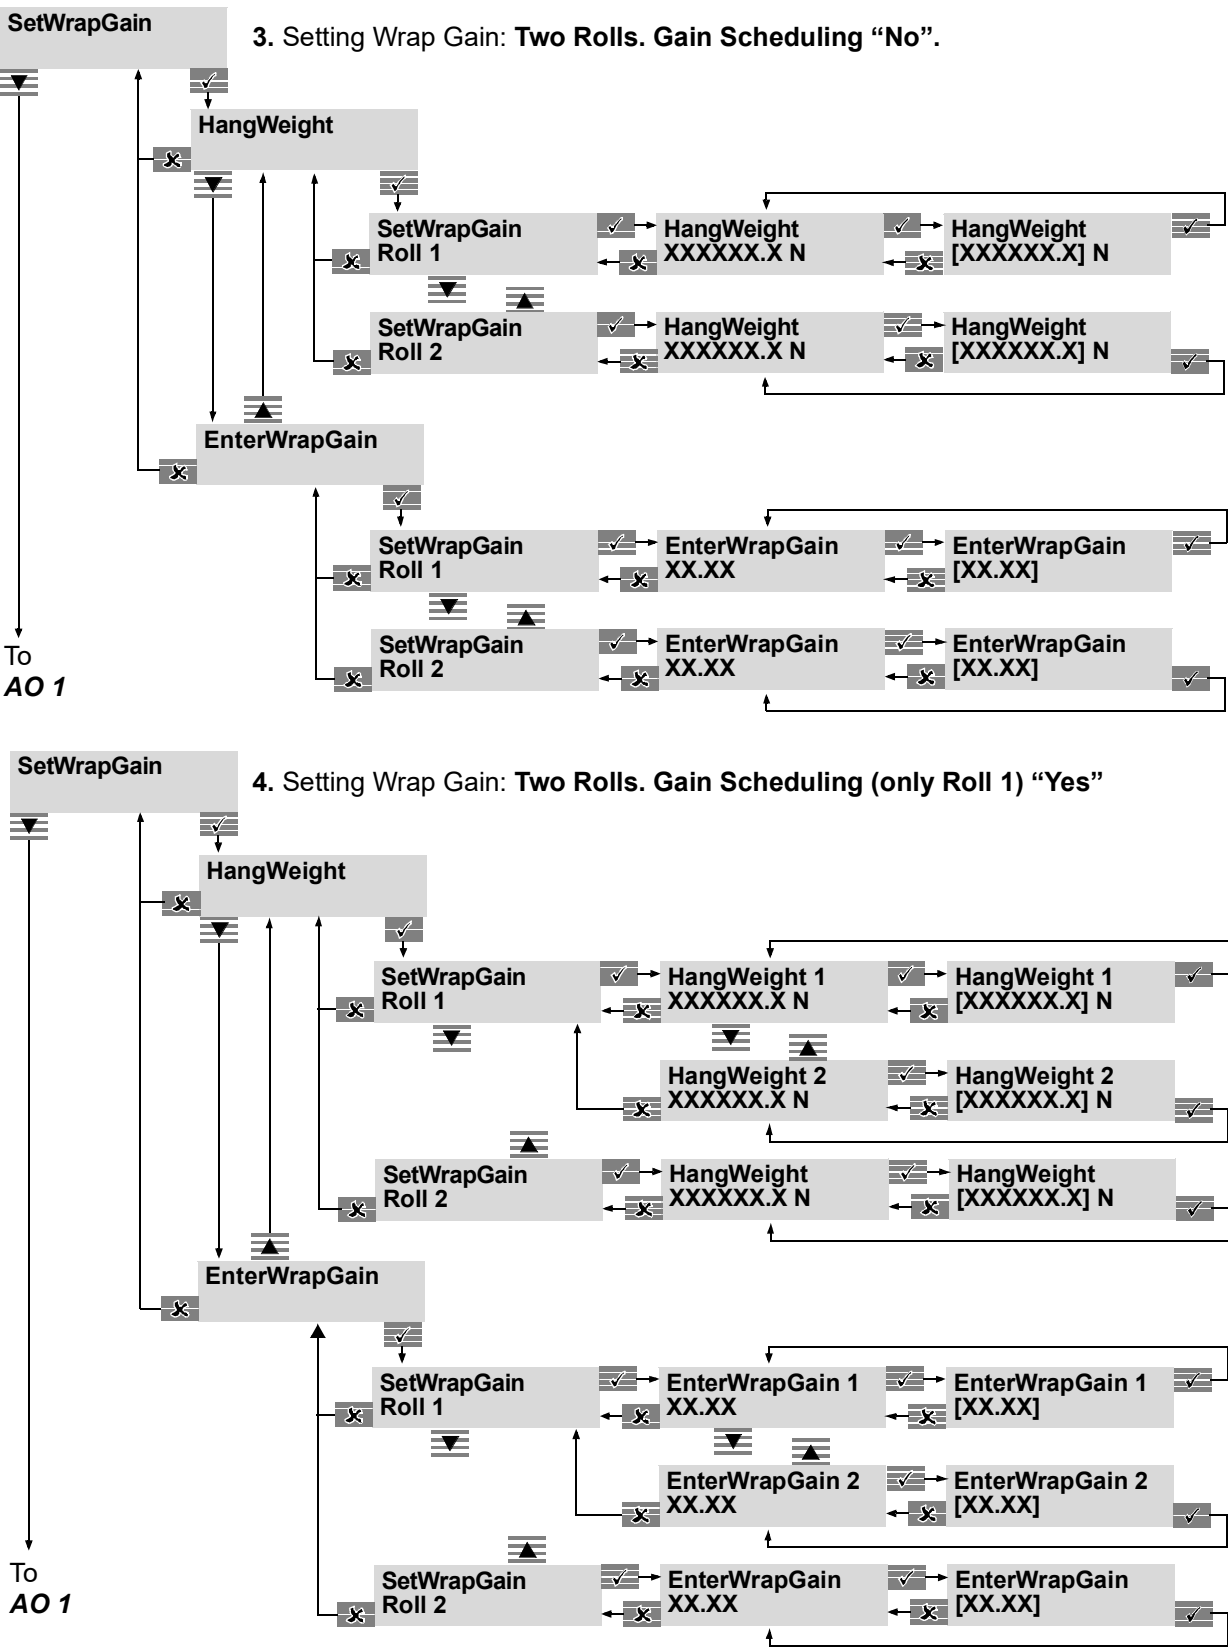 SetWrapGain
3. Setting Wrap Gain: Two Rolls. Gain Scheduling “No”.
HangWeight
SetWrapGain
Roll 1
HangWeight
XXXXXX.X N
HangWeight
[XXXXXX.X] N
SetWrapGain
Roll 2
HangWeight
XXXXXX.X N
HangWeight
[XXXXXX.X] N
EnterWrapGain
SetWrapGain
Roll 1
EnterWrapGain
XX.XX
EnterWrapGain
[XX.XX]
SetWrapGain
Roll 2
EnterWrapGain
XX.XX
EnterWrapGain
[XX.XX]
To
AO 1
SetWrapGain
4. Setting Wrap Gain: Two Rolls. Gain Scheduling (only Roll 1) “Yes”
HangWeight
SetWrapGain
Roll 1
HangWeight 1
XXXXXX.X N
HangWeight 1
[XXXXXX.X] N
HangWeight 2
XXXXXX.X N
HangWeight 2
[XXXXXX.X] N
SetWrapGain
Roll 2
HangWeight
XXXXXX.X N
HangWeight
[XXXXXX.X] N
EnterWrapGain
SetWrapGain
Roll 1
EnterWrapGain 1
XX.XX
EnterWrapGain 1
[XX.XX]
EnterWrapGain 2
XX.XX
EnterWrapGain 2
[XX.XX]
SetWrapGain
Roll 2
EnterWrapGain
XX.XX
EnterWrapGain
[XX.XX]
To
AO 1